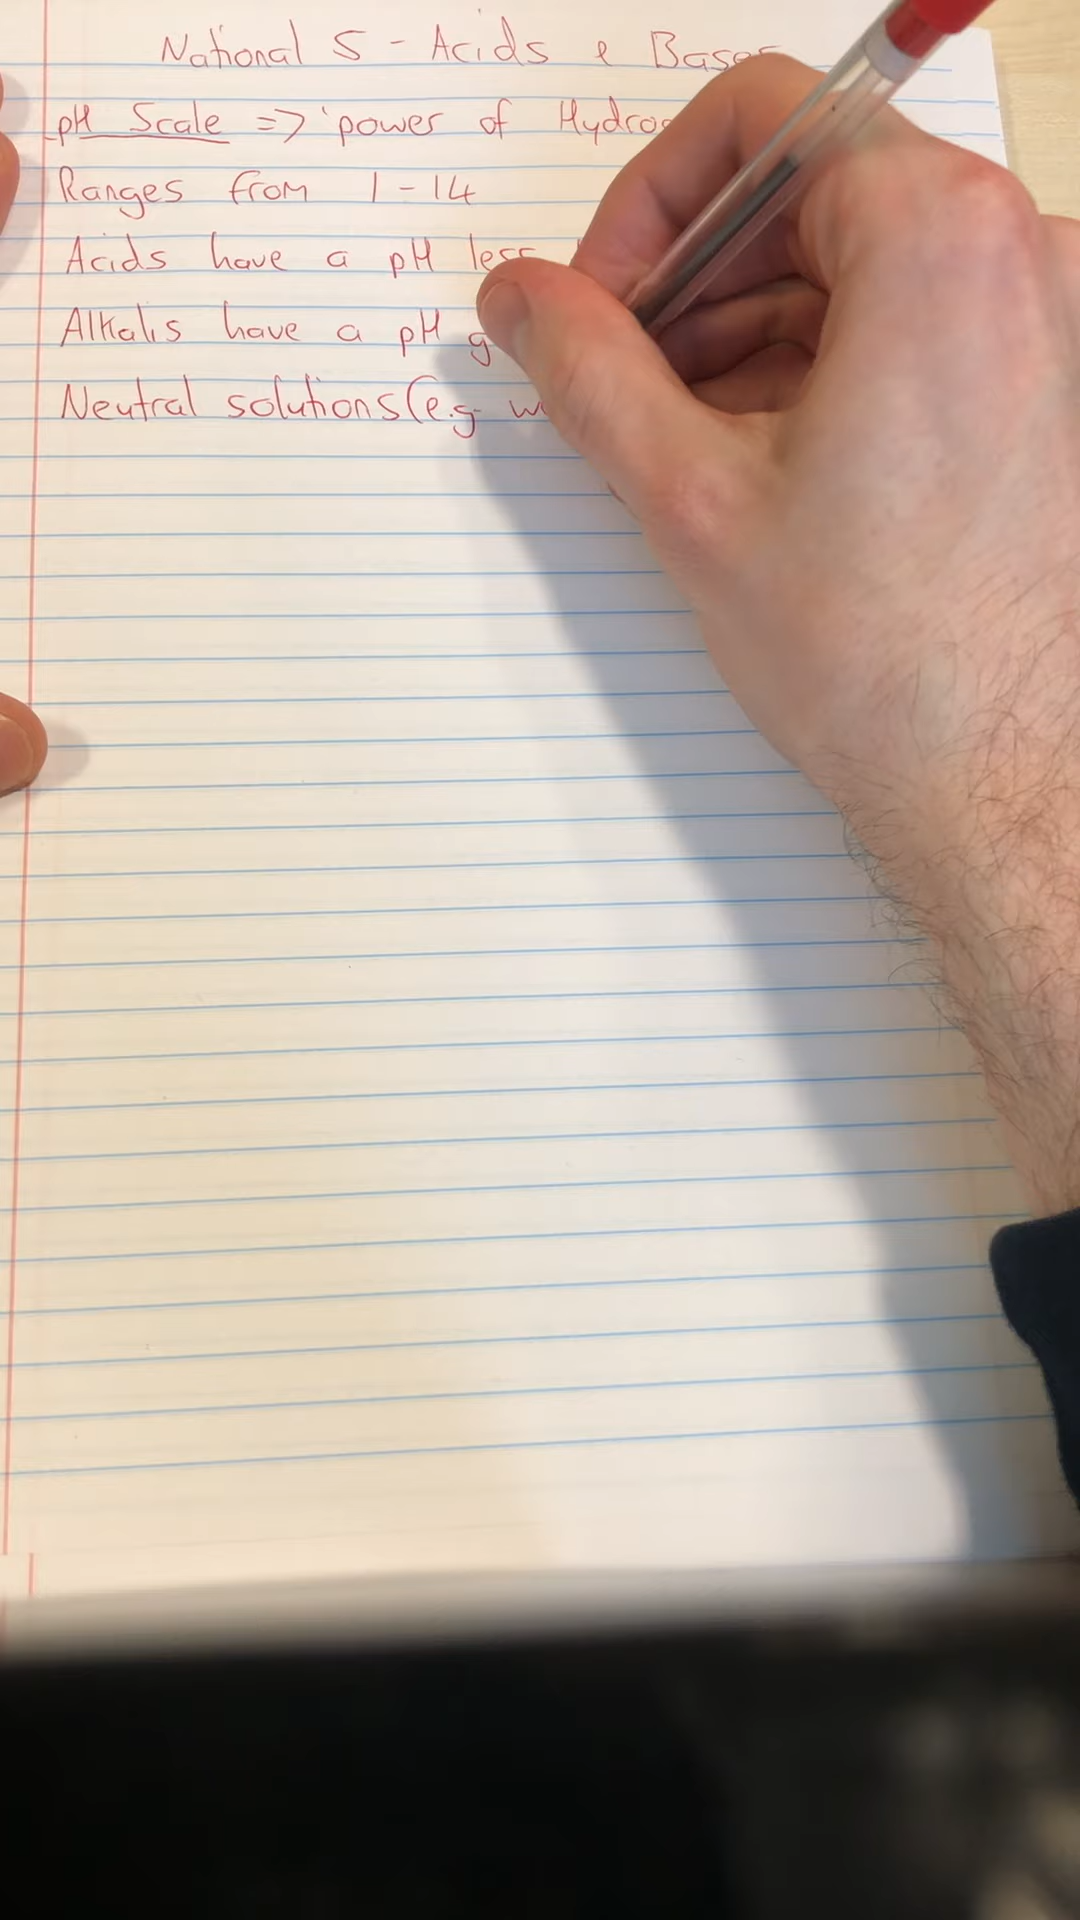 National 5 - Acids & Bases
pH Scale => power of
Ranges from 1-14
Acids have a pH less
Alkalis have a pH
Neutral solutions (e.g.